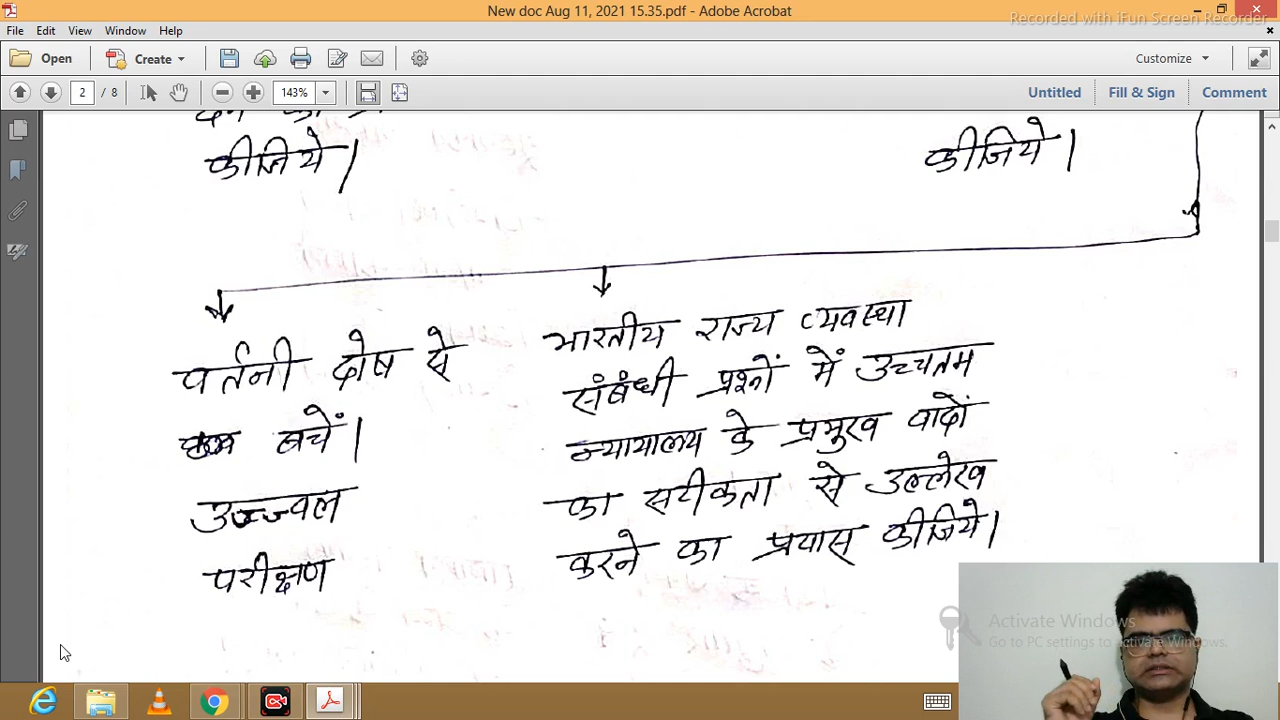 New doc Aug 11, 2021 15.35.pdf - Adobe Acrobat
Recorded with iFun Screen Recorder
File Edit View Window Help
Open Create Customize
2 / 8 143% Untitled Fill & Sign Comment
कीजिये। कीजिये।
वर्तनी दोष से
बचें।
उज्ज्वल
परीक्षण
भारतीय राज्य व्यवस्था
संबंधी प्रश्नों में उच्चतम
न्यायालय के प्रमुख वादों
का सटीकता से उल्लेख
करने का प्रयास कीजिये।
Activate Windows
Go to PC settings to activate Windows.